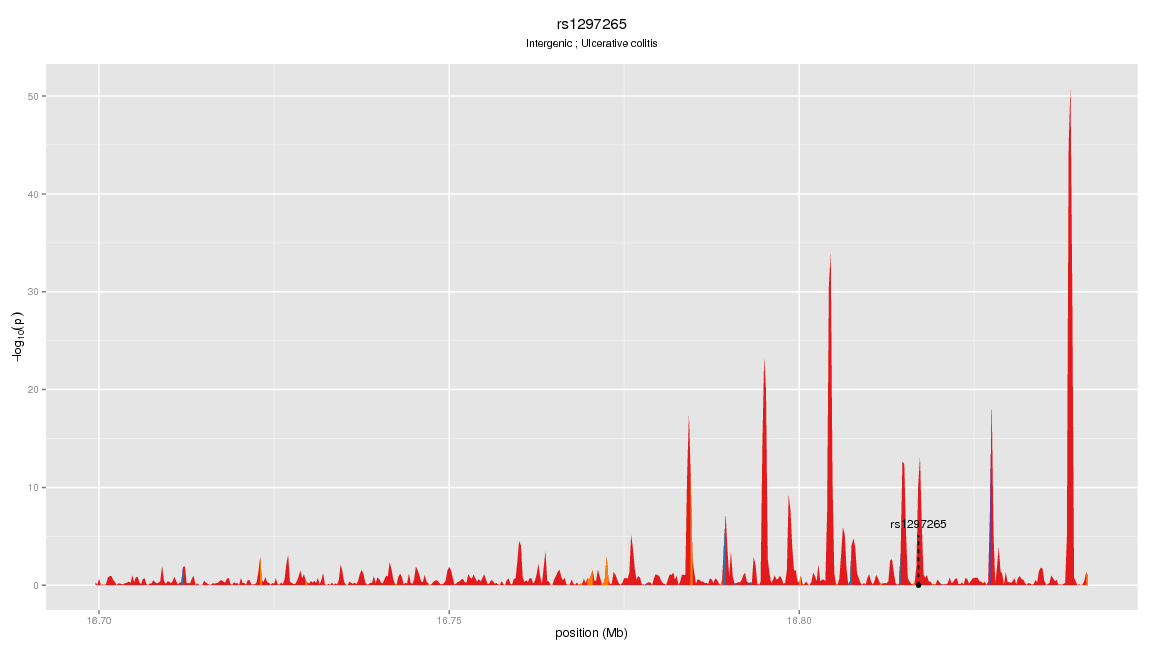 rs1297265
Intergenic ; Ulcerative colitis
50
40
30
20
10
0
−log10(p)
rs1297265
16.70
16.75
16.80
position (Mb)